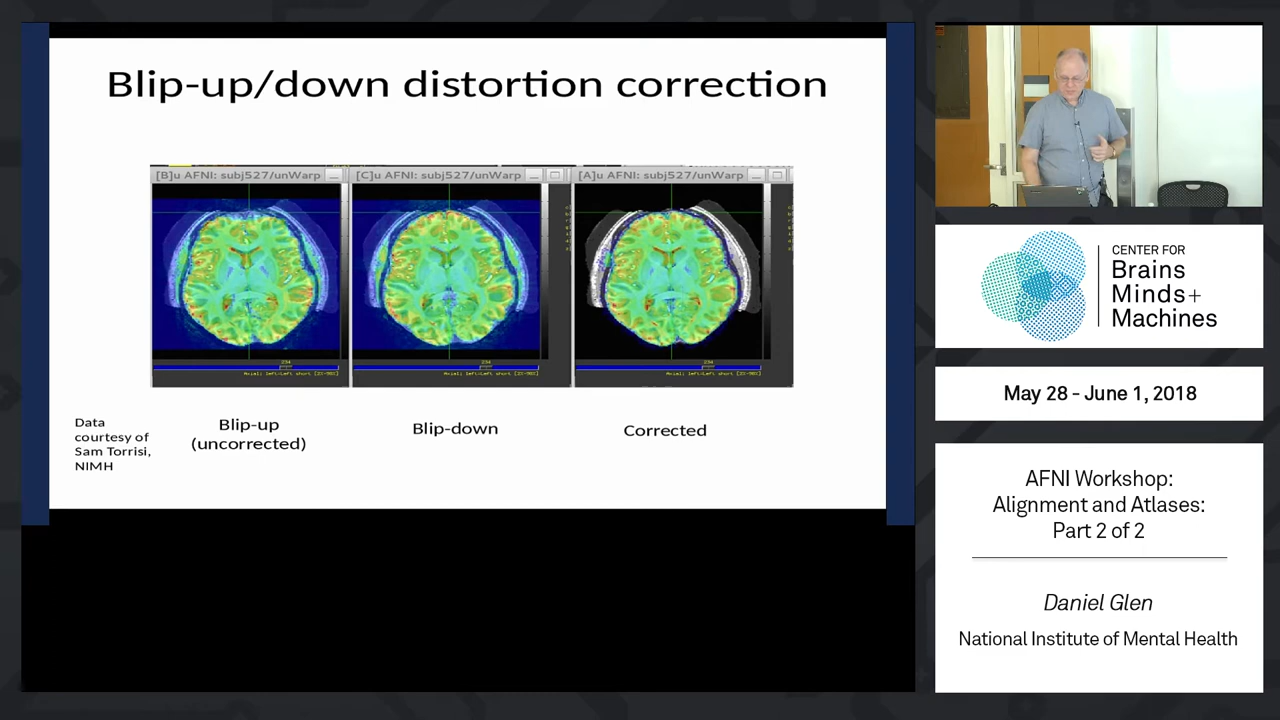 Blip-up/down distortion correction
[B]u AFNI: subj527/unWarp
[C]u AFNI: subj527/unWarp
[A]u AFNI: subj527/unWarp
Data
courtesy of
Sam Torrisi,
NIMH
Blip-up
(uncorrected)
Blip-down
Corrected
CENTER FOR
Brains
Minds+
Machines
May 28 - June 1, 2018
AFNI Workshop:
Alignment and Atlases:
Part 2 of 2
Daniel Glen
National Institute of Mental Health